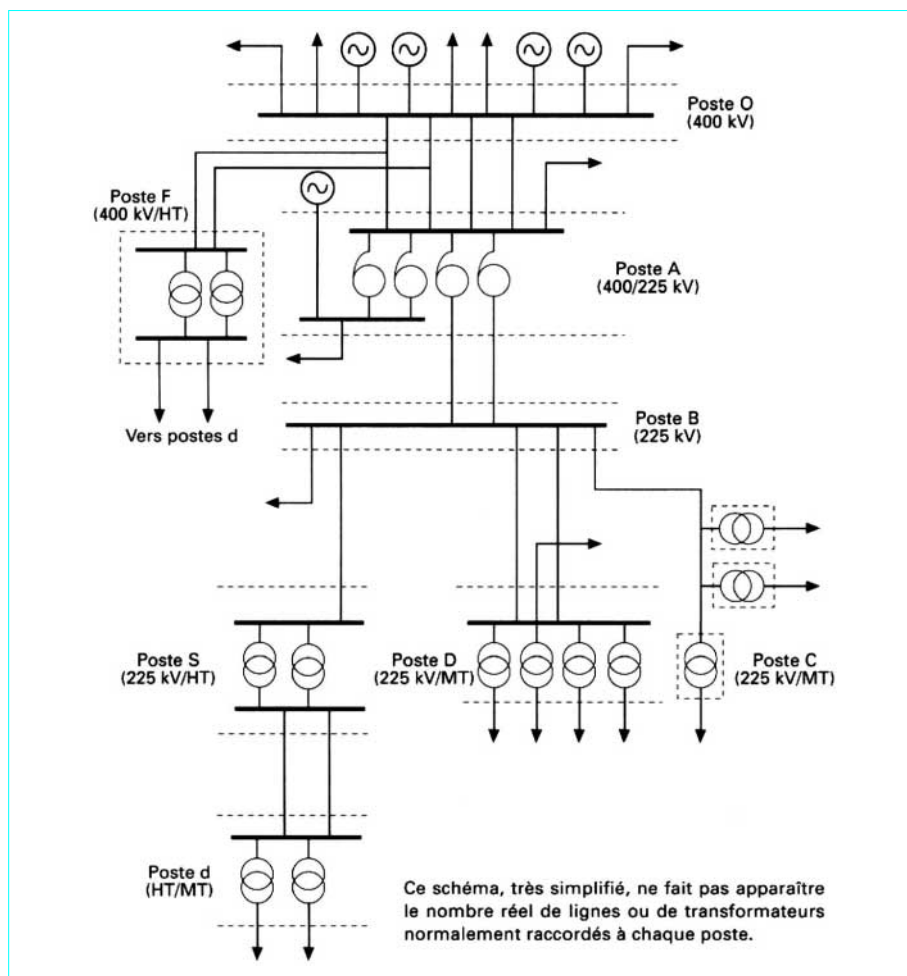 Poste O
(400 kV)
Poste F
(400 kV/HT)
Poste A
(400/225 kV)
Vers postes d
Poste B
(225 kV)
Poste S
(225 kV/HT)
Poste D
(225 kV/MT)
Poste C
(225 kV/MT)
Poste d
(HT/MT)
Ce schéma, très simplifié, ne fait pas apparaître
le nombre réel de lignes ou de transformateurs
normalement raccordés à chaque poste.